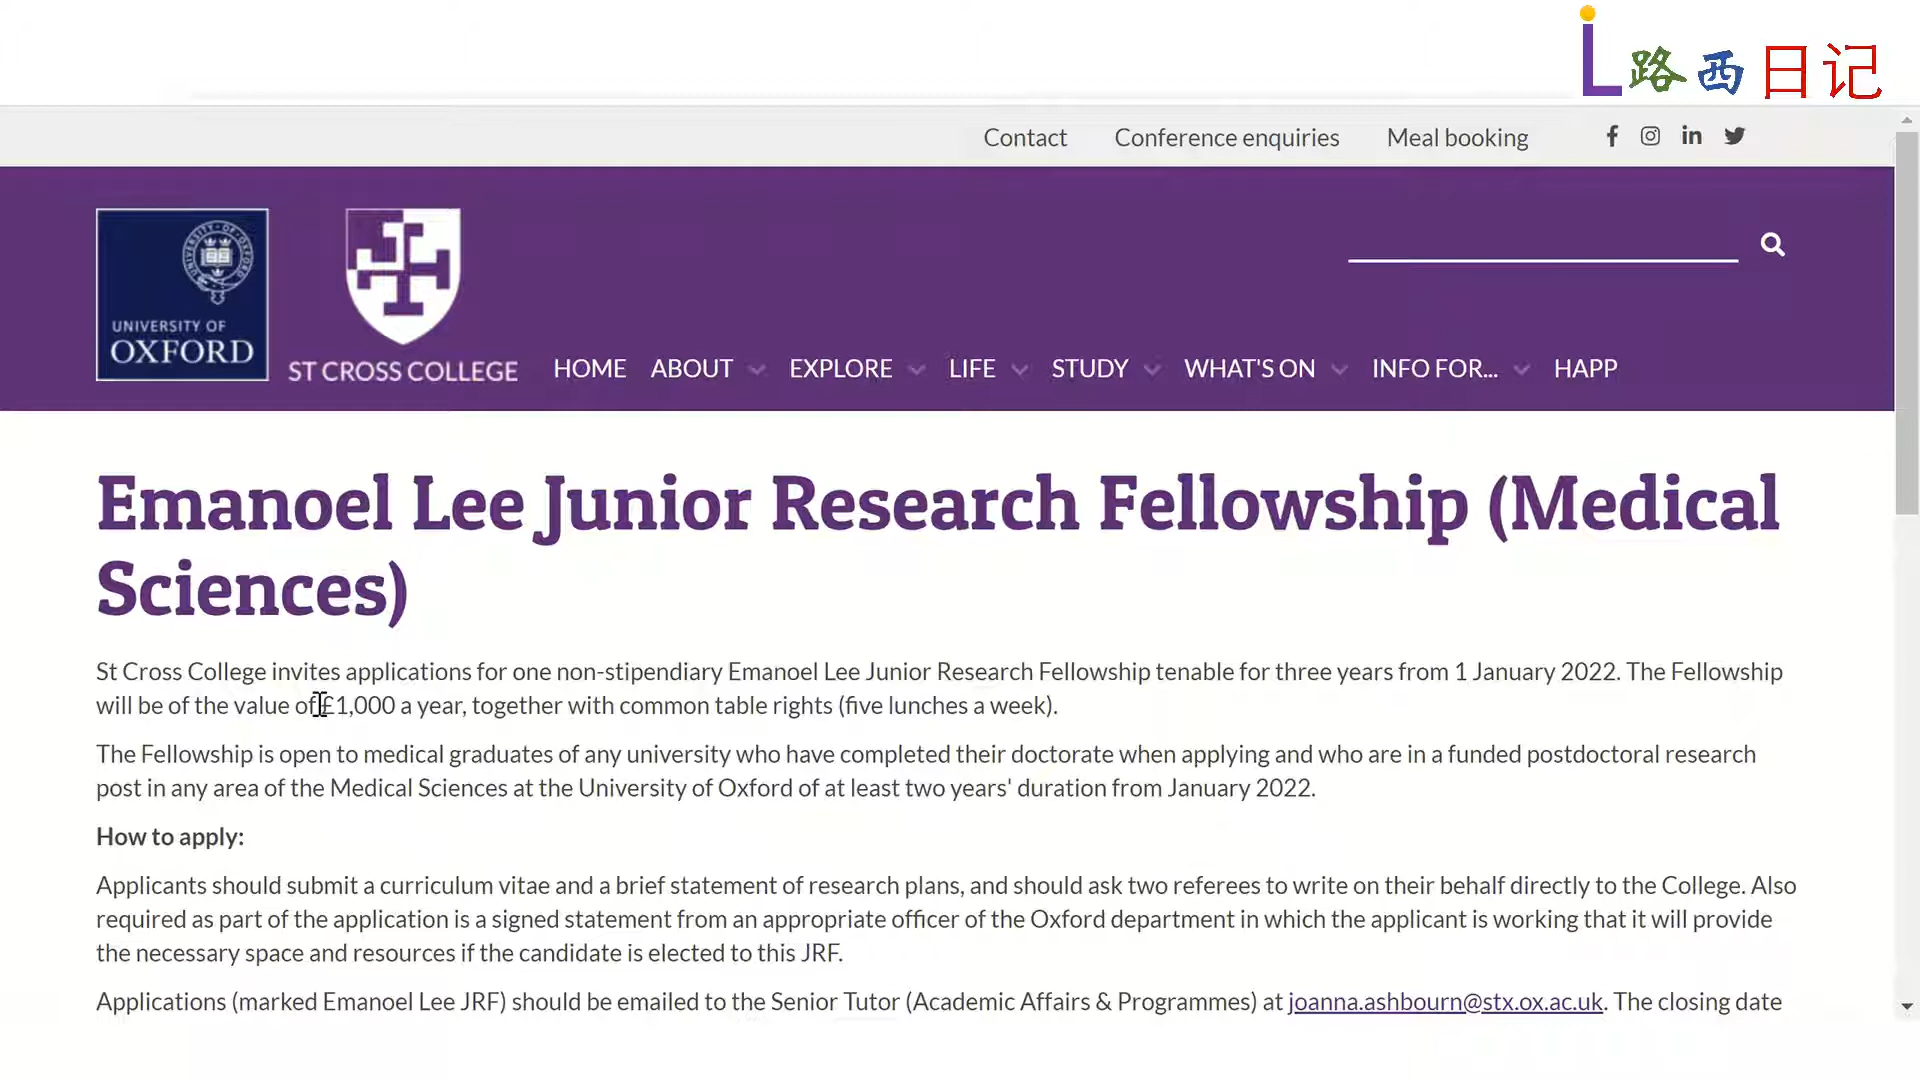 L路西日记
Contact Conference enquiries Meal booking
UNIVERSITY OF
OXFORD
ST CROSS COLLEGE
HOME ABOUT EXPLORE LIFE STUDY WHAT'S ON INFO FOR... HAPP
Emanoel Lee Junior Research Fellowship (Medical
Sciences)
St Cross College invites applications for one non-stipendiary Emanoel Lee Junior Research Fellowship tenable for three years from 1 January 2022. The Fellowship
will be of the value of £1,000 a year, together with common table rights (five lunches a week).
The Fellowship is open to medical graduates of any university who have completed their doctorate when applying and who are in a funded postdoctoral research
post in any area of the Medical Sciences at the University of Oxford of at least two years' duration from January 2022.
How to apply:
Applicants should submit a curriculum vitae and a brief statement of research plans, and should ask two referees to write on their behalf directly to the College. Also
required as part of the application is a signed statement from an appropriate officer of the Oxford department in which the applicant is working that it will provide
the necessary space and resources if the candidate is elected to this JRF.
Applications (marked Emanoel Lee JRF) should be emailed to the Senior Tutor (Academic Affairs & Programmes) at joanna.ashbourn@stx.ox.ac.uk. The closing date